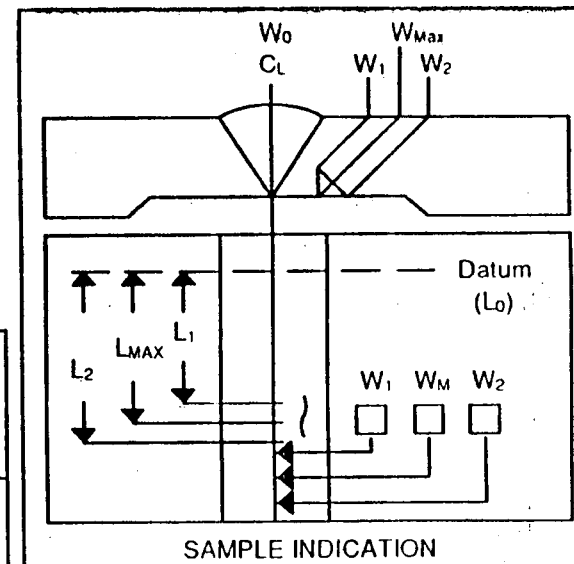 W0 WMax
CL W1 W2
Datum
(L0)
L1
LMAX
L2
W1 WM W2
SAMPLE INDICATION